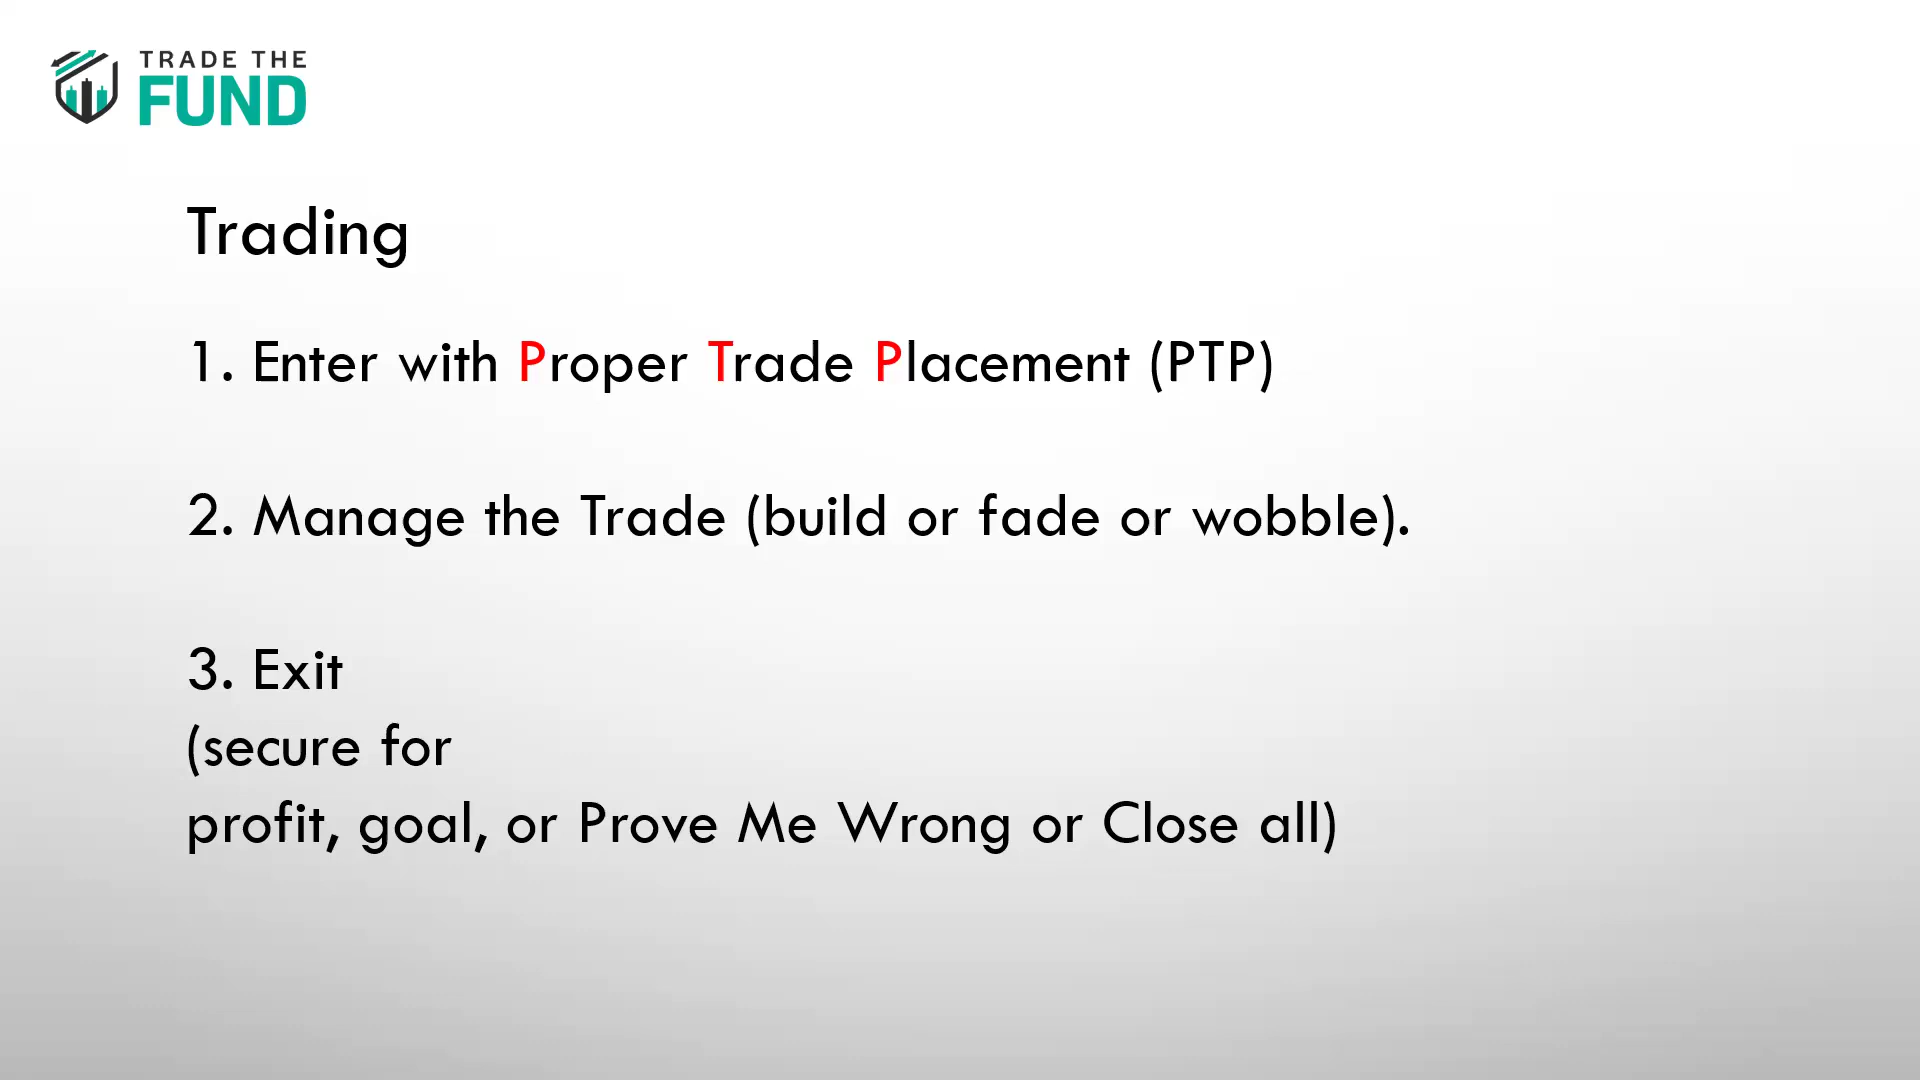 TRADE THE
FUND
Trading
1. Enter with Proper Trade Placement (PTP)
2. Manage the Trade (build or fade or wobble).
3. Exit
(secure for
profit, goal, or Prove Me Wrong or Close all)